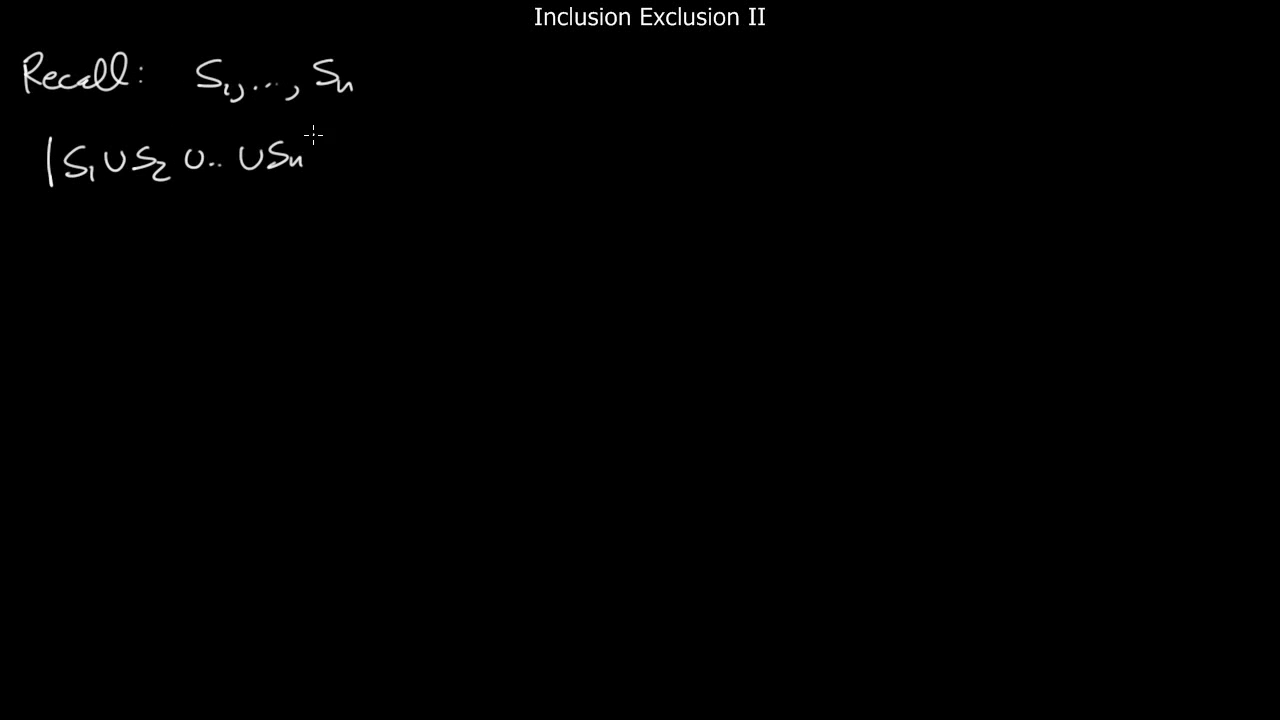 Inclusion Exclusion II
Recall: S₁, ..., Sₙ
|S₁ ∪ S₂ ∪ .. ∪ Sₙ